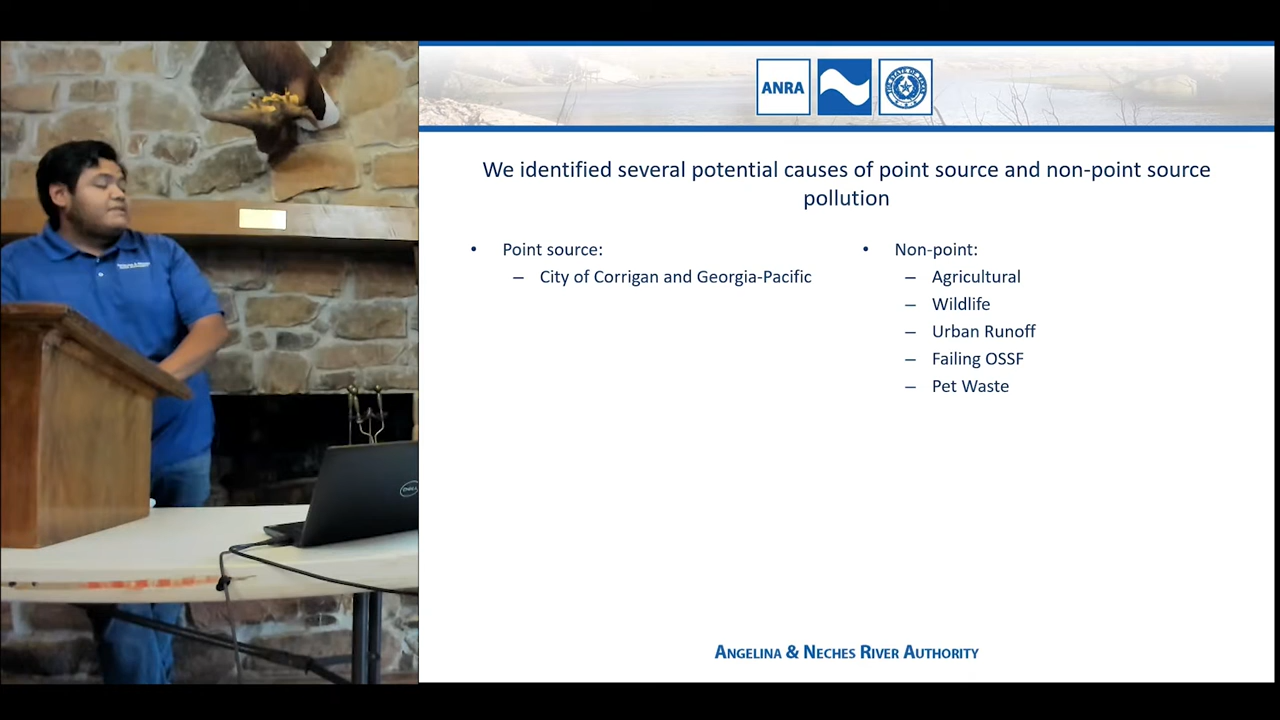 ANRA
We identified several potential causes of point source and non-point source
pollution
• Point source:
– City of Corrigan and Georgia-Pacific
• Non-point:
– Agricultural
– Wildlife
– Urban Runoff
– Failing OSSF
– Pet Waste
DELL
ANGELINA & NECHES RIVER AUTHORITY